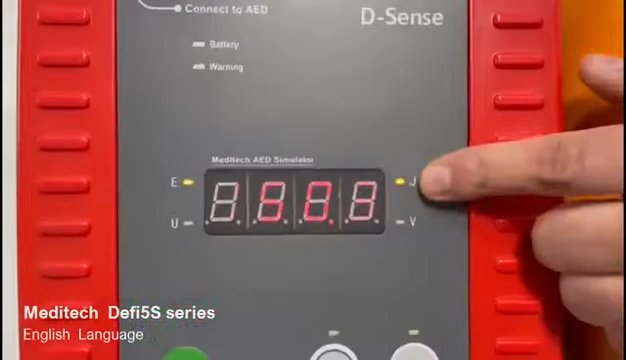 Connect to AED
D-Sense
Battery
Warning
Meditech AED Simulator
E
J
U
V
Meditech Defi5S series
English Language